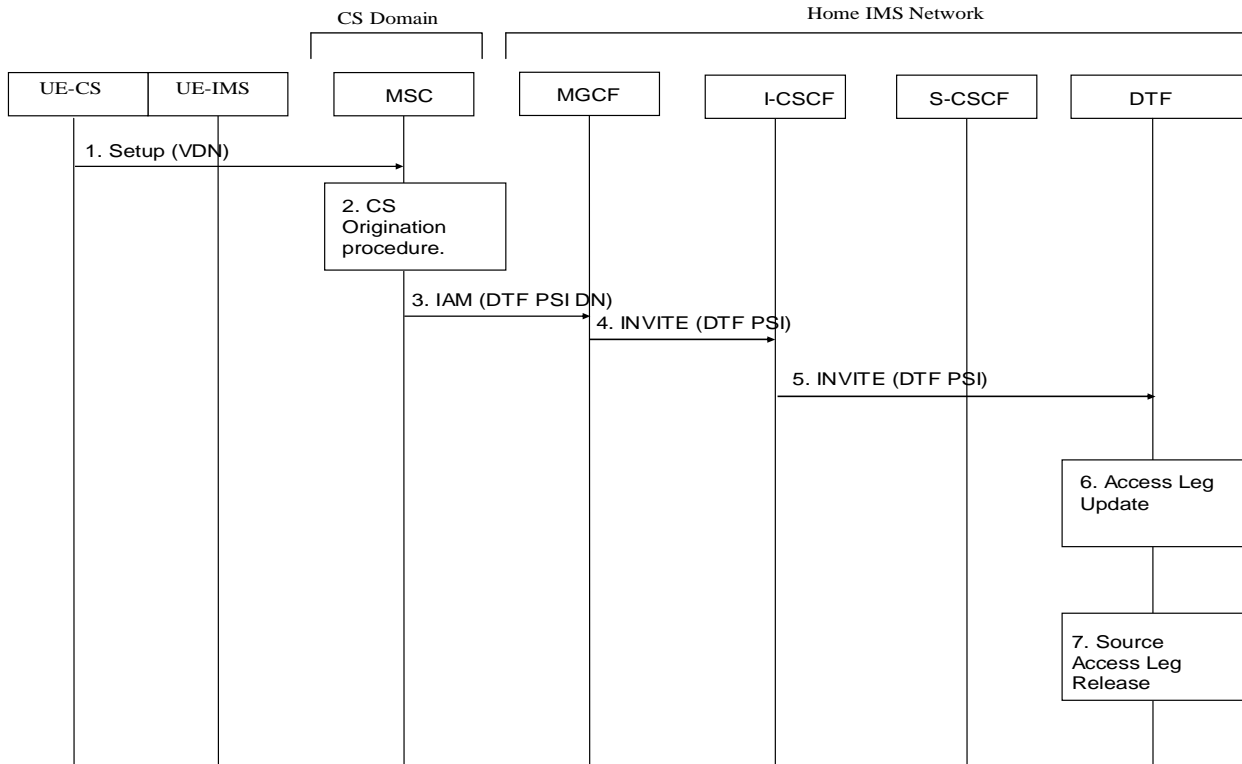 CS Domain
Home IMS Network
UE-CS
UE-IMS
MSC
MGCF
I-CSCF
S-CSCF
DTF
1. Setup (VDN)
2. CS
Origination
procedure.
3. IAM (DTF PSI DN)
4. INVITE (DTF PSI)
5. INVITE (DTF PSI)
6. Access Leg
Update
7. Source
Access Leg
Release